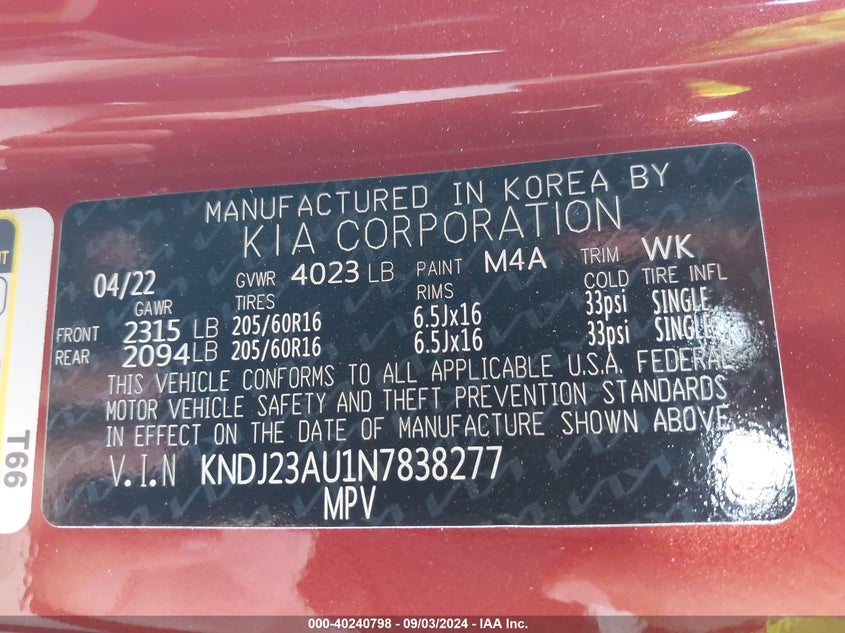 MANUFACTURED IN KOREA BY
KIA CORPORATION
04/22 GVWR 4023 LB PAINT M4A TRIM WK
GAWR TIRES RIMS COLD TIRE INFL
FRONT 2315 LB 205/60R16 6.5Jx16 33psi SINGLE
REAR 2094 LB 205/60R16 6.5Jx16 33psi SINGLE
THIS VEHICLE CONFORMS TO ALL APPLICABLE U.S.A. FEDERAL
MOTOR VEHICLE SAFETY AND THEFT PREVENTION STANDARDS
IN EFFECT ON THE DATE OF MANUFACTURE SHOWN ABOVE.
V.I.N KNDJ23AU1N7838277
MPV
T66
000-40240798 - 09/03/2024 - IAA Inc.